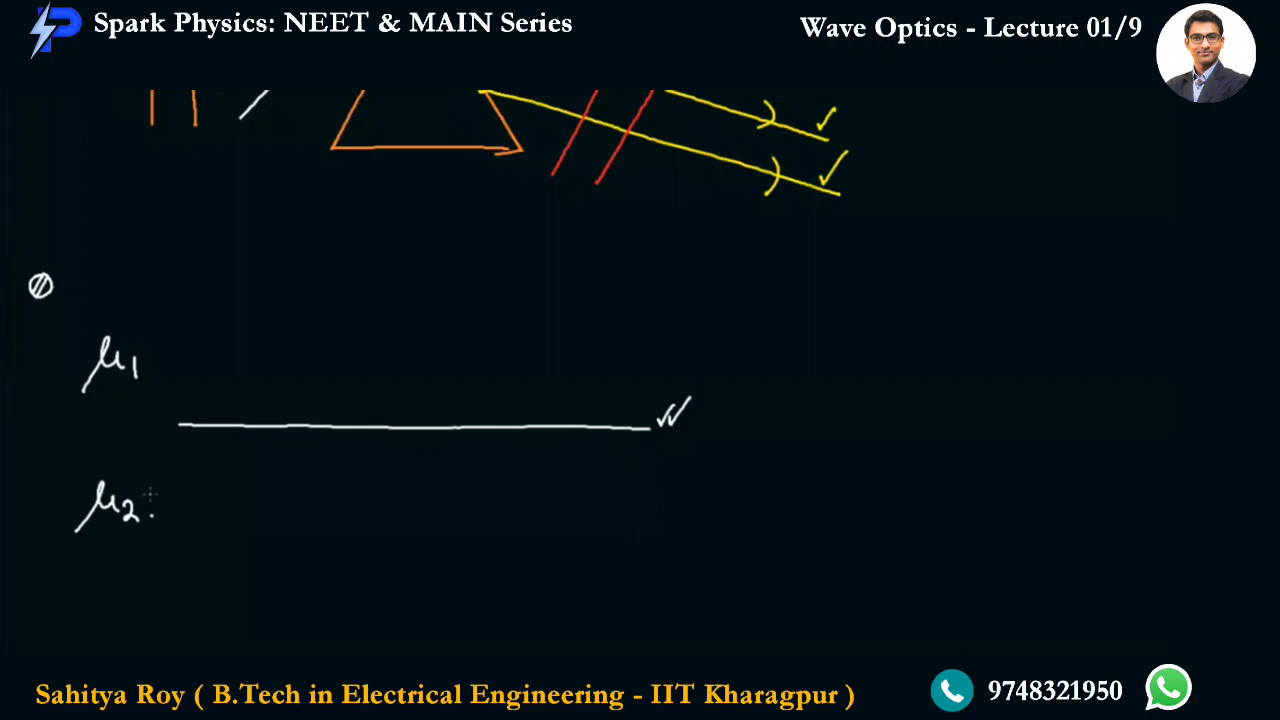 Spark Physics: NEET & MAIN Series
Wave Optics - Lecture 01/9
μ1
μ2
Sahitya Roy ( B.Tech in Electrical Engineering - IIT Kharagpur )
9748321950